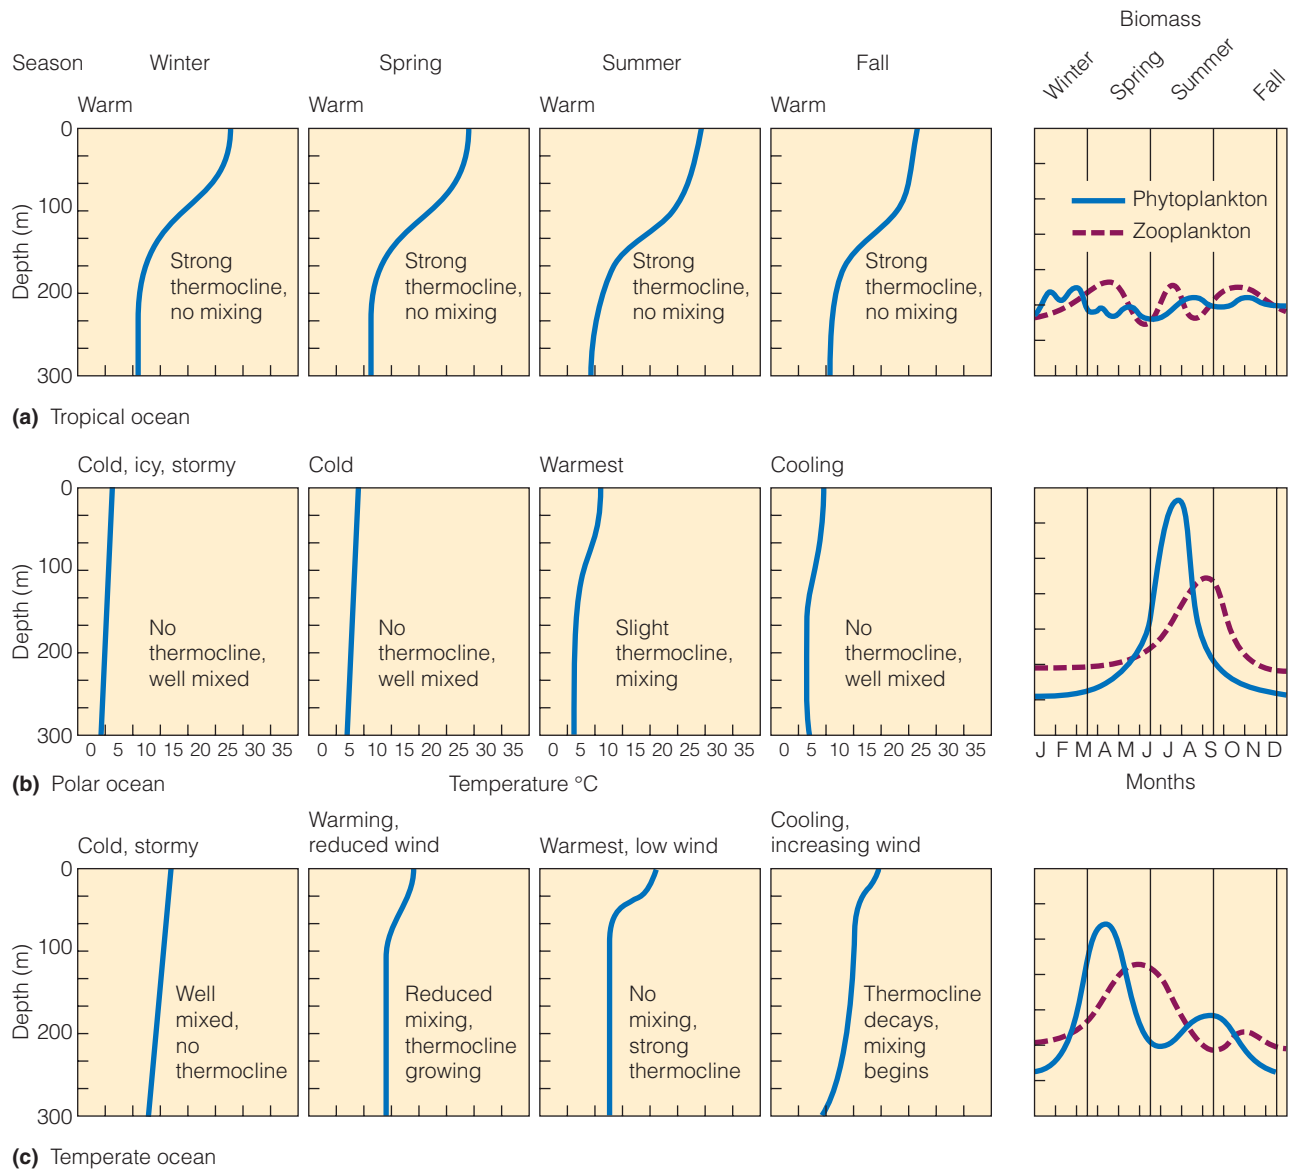 Biomass
Season Winter Spring Summer Fall Winter Spring Summer Fall
Warm Warm Warm Warm
0
100
200
300
Depth (m)
Strong
thermocline,
no mixing
Strong
thermocline,
no mixing
Strong
thermocline,
no mixing
Strong
thermocline,
no mixing
Phytoplankton
Zooplankton
(a) Tropical ocean
Cold, icy, stormy Cold Warmest Cooling
0
100
200
300
Depth (m)
No
thermocline,
well mixed
No
thermocline,
well mixed
Slight
thermocline,
mixing
No
thermocline,
well mixed
0 5 10 15 20 25 30 35 0 5 10 15 20 25 30 35 0 5 10 15 20 25 30 35 0 5 10 15 20 25 30 35 J F M A M J J A S O N D
(b) Polar ocean Temperature °C Months
Cold, stormy
Warming,
reduced wind
Warmest, low wind
Cooling,
increasing wind
0
100
200
300
Depth (m)
Well
mixed,
no
thermocline
Reduced
mixing,
thermocline
growing
No
mixing,
strong
thermocline
Thermocline
decays,
mixing
begins
(c) Temperate ocean